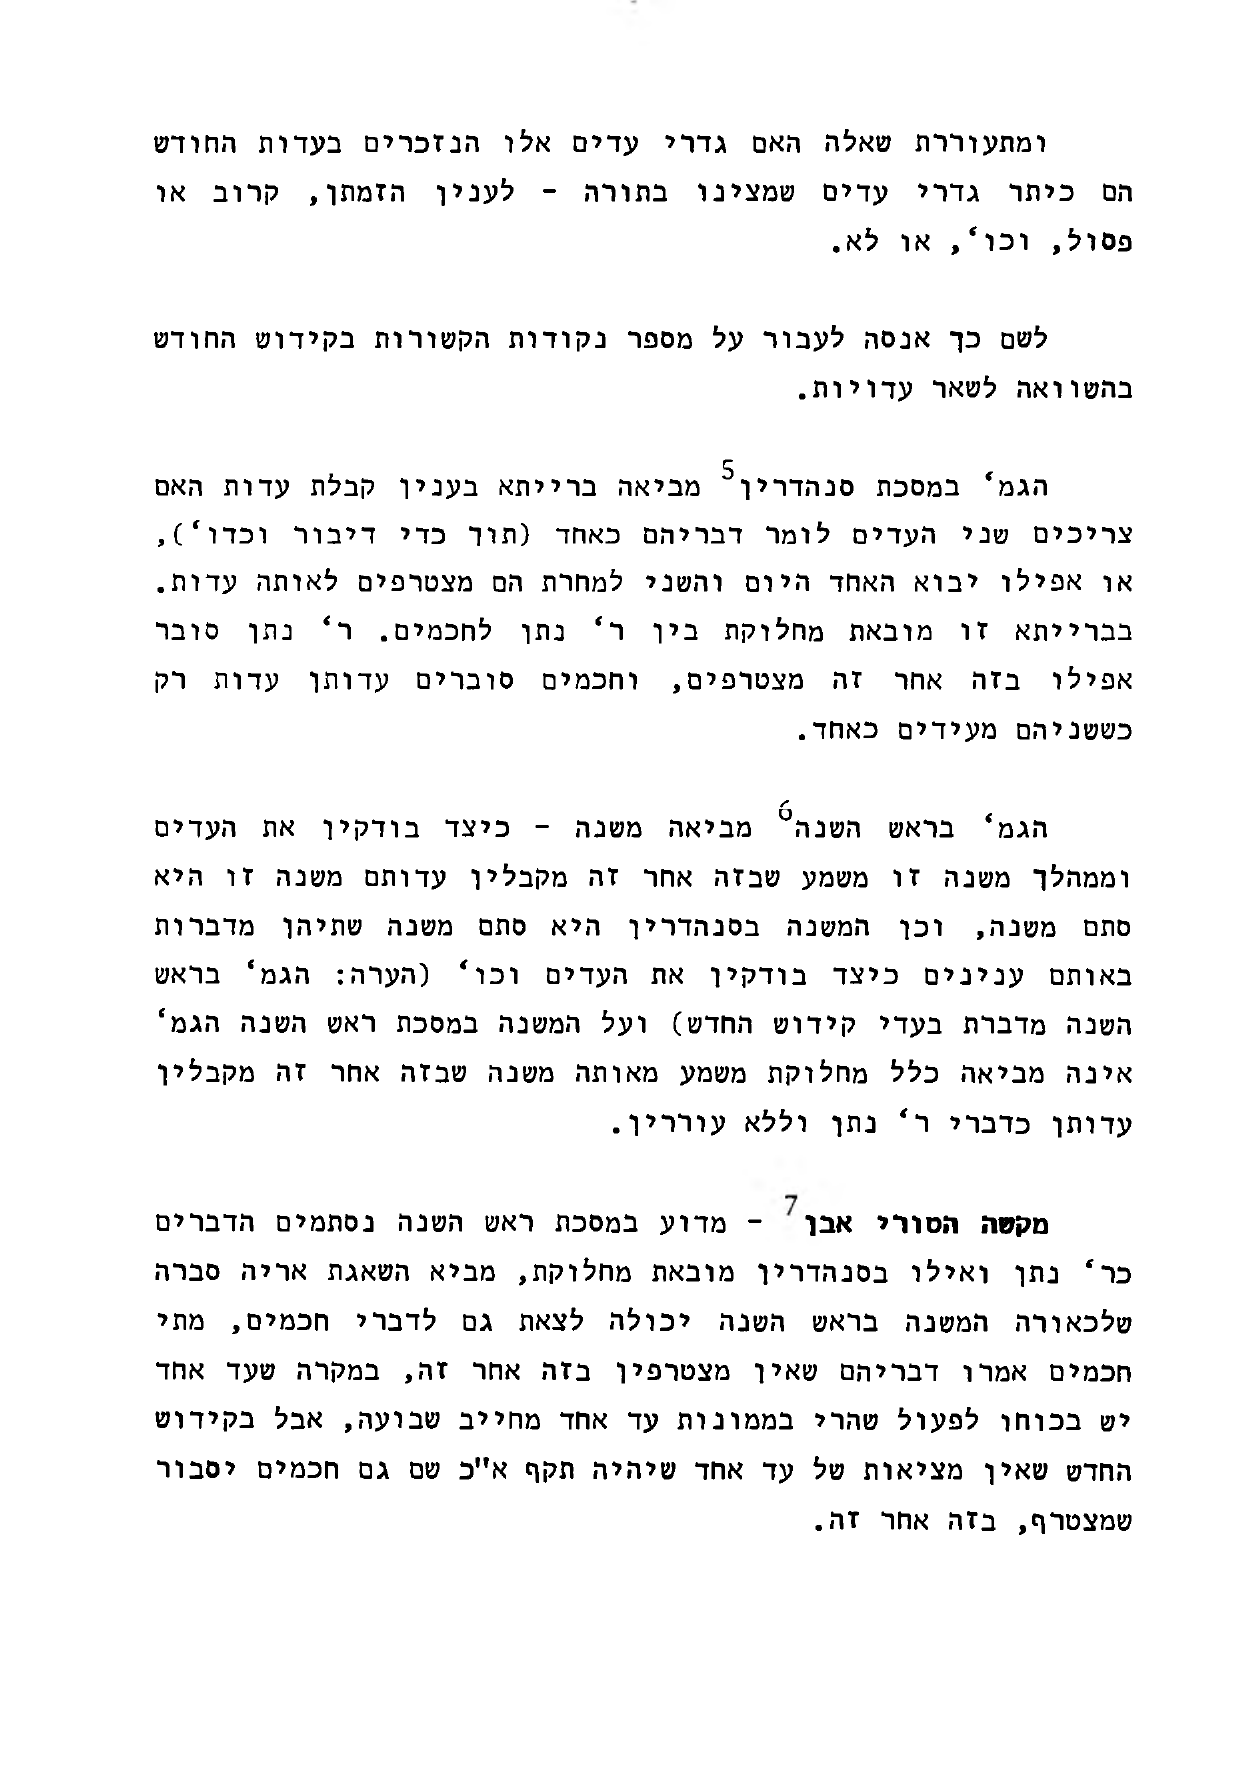 ומתעוררת שאלה האם גדרי עדים אלו הנזכרים בעדות החודש
הם כיתר גדרי עדים שמצינו בתורה - לענין הזמתן, קרוב או
פסול, וכו', או לא.
לשם כך אנסה לעבור על מספר נקודות הקשורות בקידוש החודש
בהשוואה לשאר עדויות.
הגמ' במסכת סנהדרין5 מביאה ברייתא בענין קבלת עדות האם
צריכים שני העדים לומר דבריהם כאחד (תוך כדי דיבור וכדו'),
או אפילו יבוא האחד היום והשני למחרת הם מצטרפים לאותה עדות.
בברייתא זו מובאת מחלוקת בין ר' נתן לחכמים. ר' נתן סובר
אפילו בזה אחר זה מצטרפים, וחכמים סוברים עדותן עדות רק
כששניהם מעידים כאחד.
הגמ' בראש השנה6 מביאה משנה - כיצד בודקין את העדים
וממהלך משנה זו משמע שבזה אחר זה מקבלין עדותם משנה זו היא
סתם משנה, וכן המשנה בסנהדרין היא סתם משנה שתיהן מדברות
באותם ענינים כיצד בודקין את העדים וכו' (הערה: הגמ' בראש
השנה מדברת בעדי קידוש החדש) ועל המשנה במסכת ראש השנה הגמ'
אינה מביאה כלל מחלוקת משמע מאותה משנה שבזה אחר זה מקבלין
עדותן כדברי ר' נתן וללא עוררין.
מקשה הטורי אבן7 - מדוע במסכת ראש השנה נסתמים הדברים
כר' נתן ואילו בסנהדרין מובאת מחלוקת, מביא השאגת אריה סברה
שלכאורה המשנה בראש השנה יכולה לצאת גם לדברי חכמים, מתי
חכמים אמרו דבריהם שאין מצטרפין בזה אחר זה, במקרה שעד אחד
יש בכוחו לפעול שהרי בממונות עד אחד מחייב שבועה, אבל בקידוש
החדש שאין מציאות של עד אחד שיהיה תקף א"כ שם גם חכמים יסבור
שמצטרף, בזה אחר זה.